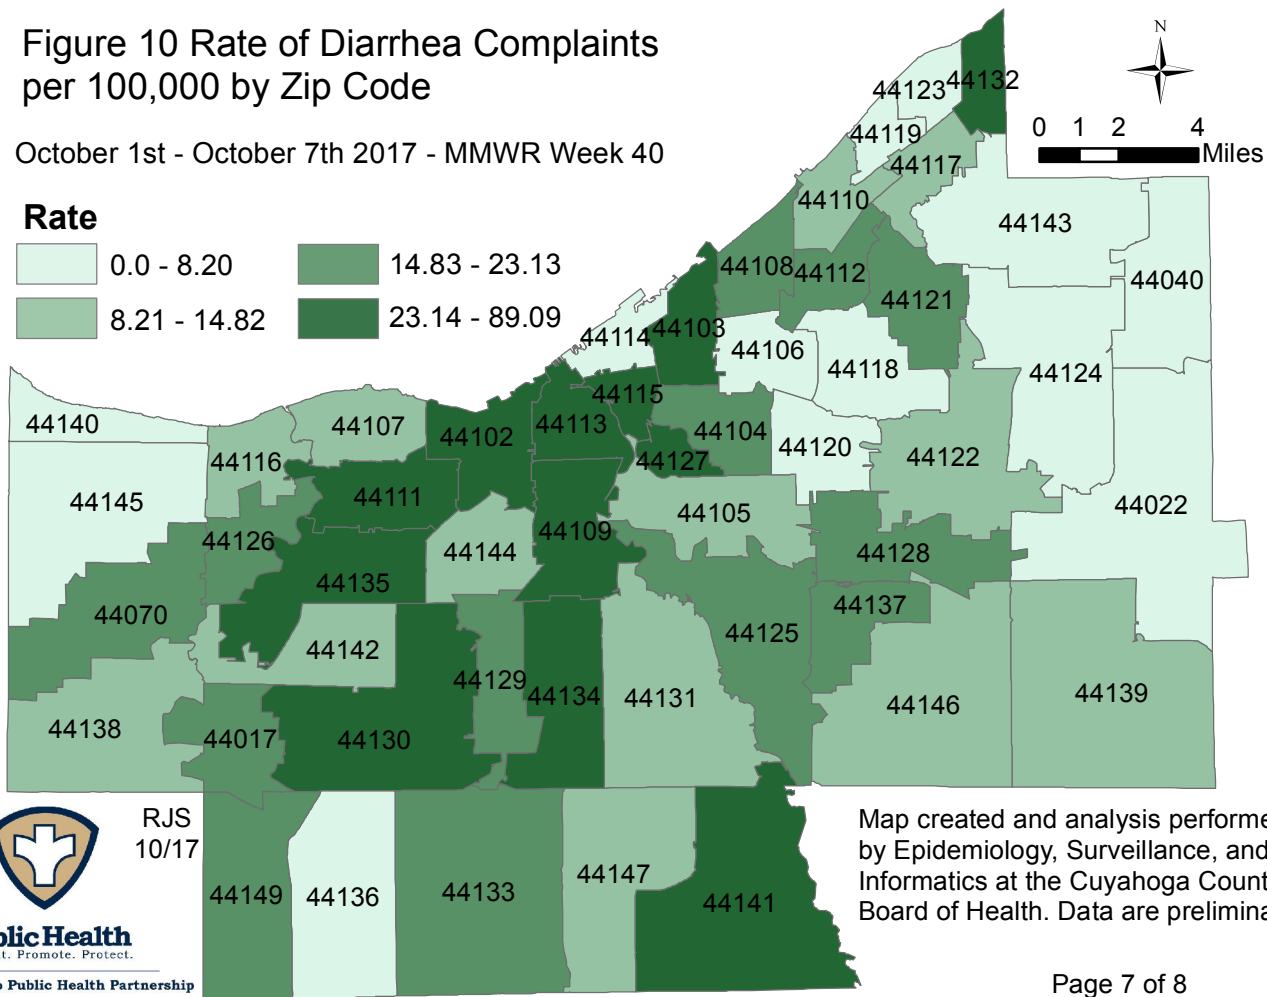 Figure 10 Rate of Diarrhea Complaints
per 100,000 by Zip Code
October 1st - October 7th 2017 - MMWR Week 40
Rate
0.0 - 8.20
8.21 - 14.82
14.83 - 23.13
23.14 - 89.09
N
0 1 2 4
Miles
44123
44132
44119
44117
44110
44143
44108
44112
44040
44121
44114
44103
44106
44118
44124
44115
44140
44107
44102
44113
44104
44116
44127
44120
44122
44145
44111
44105
44022
44126
44109
44144
44128
44135
44070
44137
44125
44142
44129
44134
44131
44146
44139
44138
44017
44130
44149
44136
44133
44147
44141
RJS
10/17
blic Health
t. Promote. Protect.
Public Health Partnership
Map created and analysis performe
by Epidemiology, Surveillance, and
Informatics at the Cuyahoga Count
Board of Health. Data are prelimina
Page 7 of 8